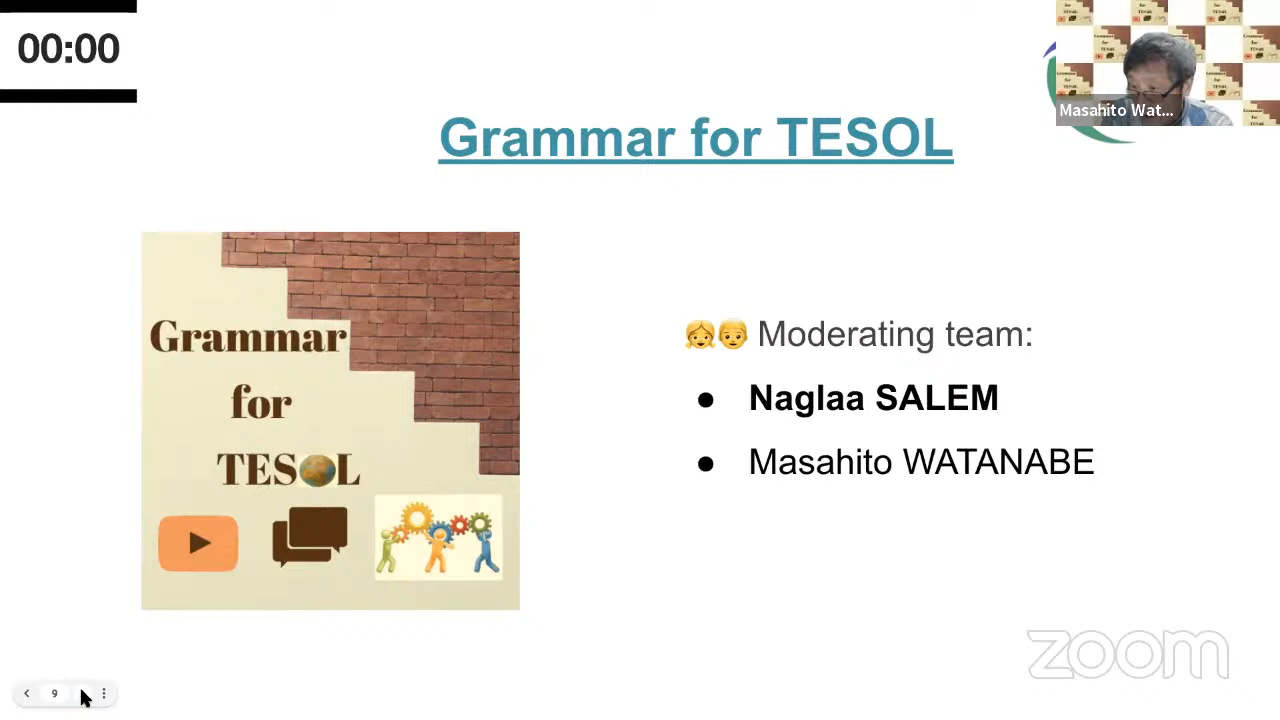 00:00
Masahito Wat...
Grammar for TESOL
Grammar
for
TESOL
👧👦 Moderating team:
● Naglaa SALEM
● Masahito WATANABE
zoom
9